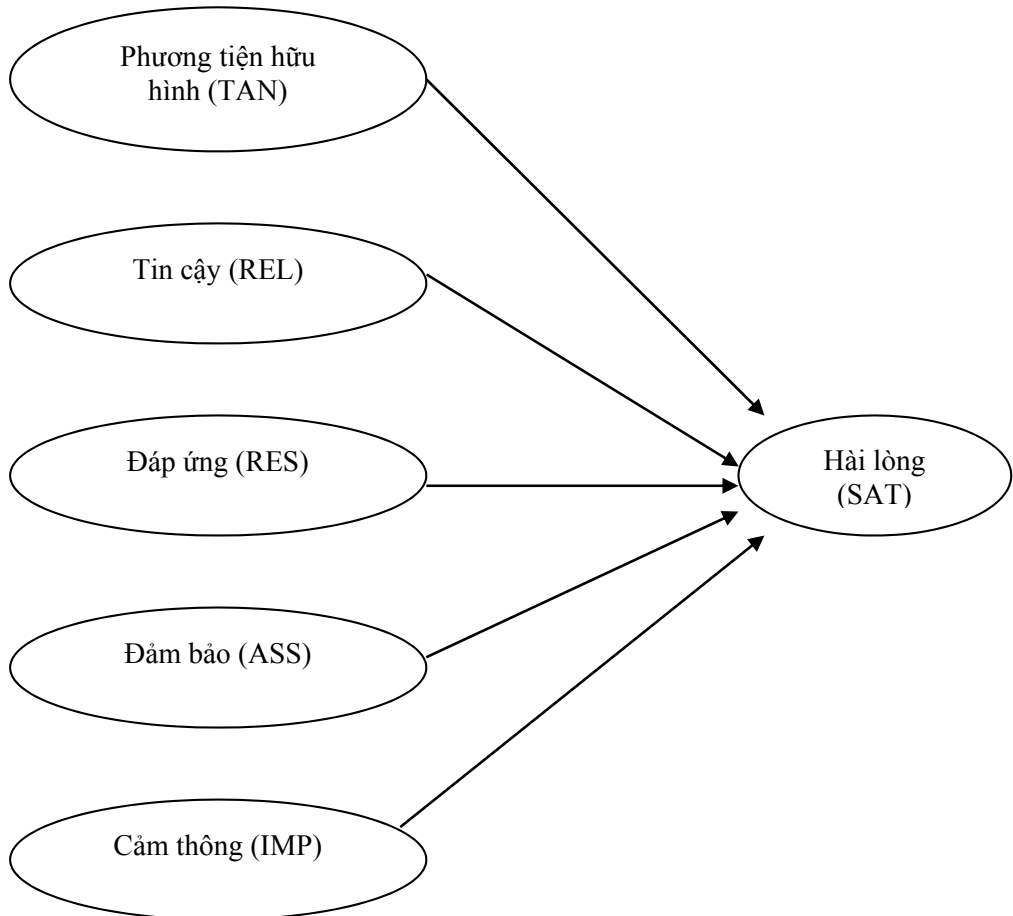 Phương tiện hữu
hình (TAN)
Tin cậy (REL)
Đáp ứng (RES)
Hài lòng
(SAT)
Đảm bảo (ASS)
Cảm thông (IMP)